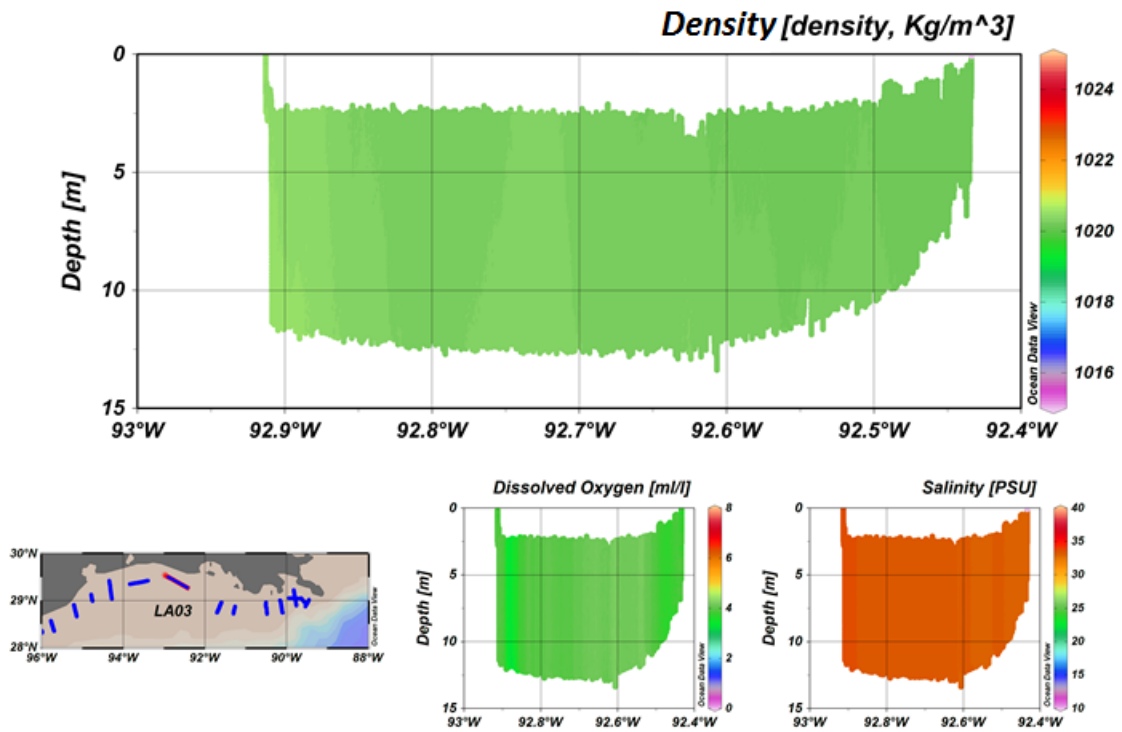 Density [density, Kg/m^3]
0
5
10
15
Depth [m]
93°W 92.9°W 92.8°W 92.7°W 92.6°W 92.5°W 92.4°W
Ocean Data View
1024
1022
1020
1018
1016
30°N
29°N
28°N
96°W 94°W 92°W 90°W 88°W
LA03
Ocean Data View
Dissolved Oxygen [ml/l]
0
5
10
15
Depth [m]
93°W 92.8°W 92.6°W 92.4°W
Ocean Data View
8
6
4
2
0
Salinity [PSU]
0
5
10
15
Depth [m]
93°W 92.8°W 92.6°W 92.4°W
Ocean Data View
40
35
30
25
20
15
10